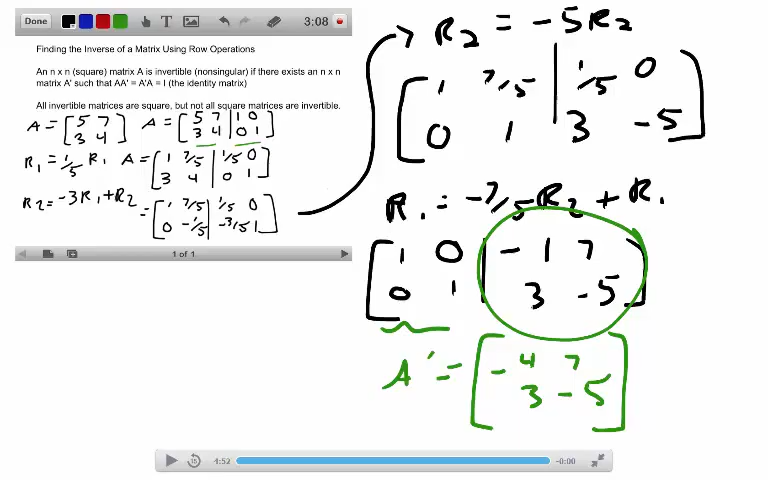 Done T 3:08
Finding the Inverse of a Matrix Using Row Operations
An n x n (square) matrix A is invertible (nonsingular) if there exists an n x n
matrix A' such that AA' = A'A = I (the identity matrix)
All invertible matrices are square, but not all square matrices are invertible.
A = [5 7
3 4]
A = [5 7 | 1 0
3 4 | 0 1]
R1 = 1/5 R1 A = [1 7/5 | 1/5 0
3 4 | 0 1]
R2 = -3R1 + R2 = [1 7/5 | 1/5 0
0 -1/5 | -3/5 1]
1 of 1
R2 = -5R2
[1 7/5 | 1/5 0
0 1 | 3 -5]
R1 = -7/5 R2 + R1
[1 0 | -1 7
0 1 | 3 -5]
A' = [-4 7
3 -5]
15 4:52 -0:00